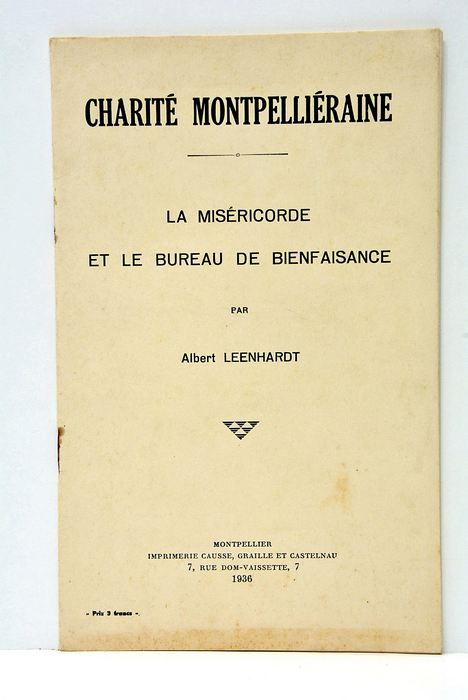 CHARITÉ MONTPELLIÉRAINE
LA MISÉRICORDE
ET LE BUREAU DE BIENFAISANCE
PAR
Albert LEENHARDT
MONTPELLIER
IMPRIMERIE CAUSSE, GRAILLE ET CASTELNAU
7, RUE DOM-VAISSETTE, 7
1936
- Prix 3 francs -